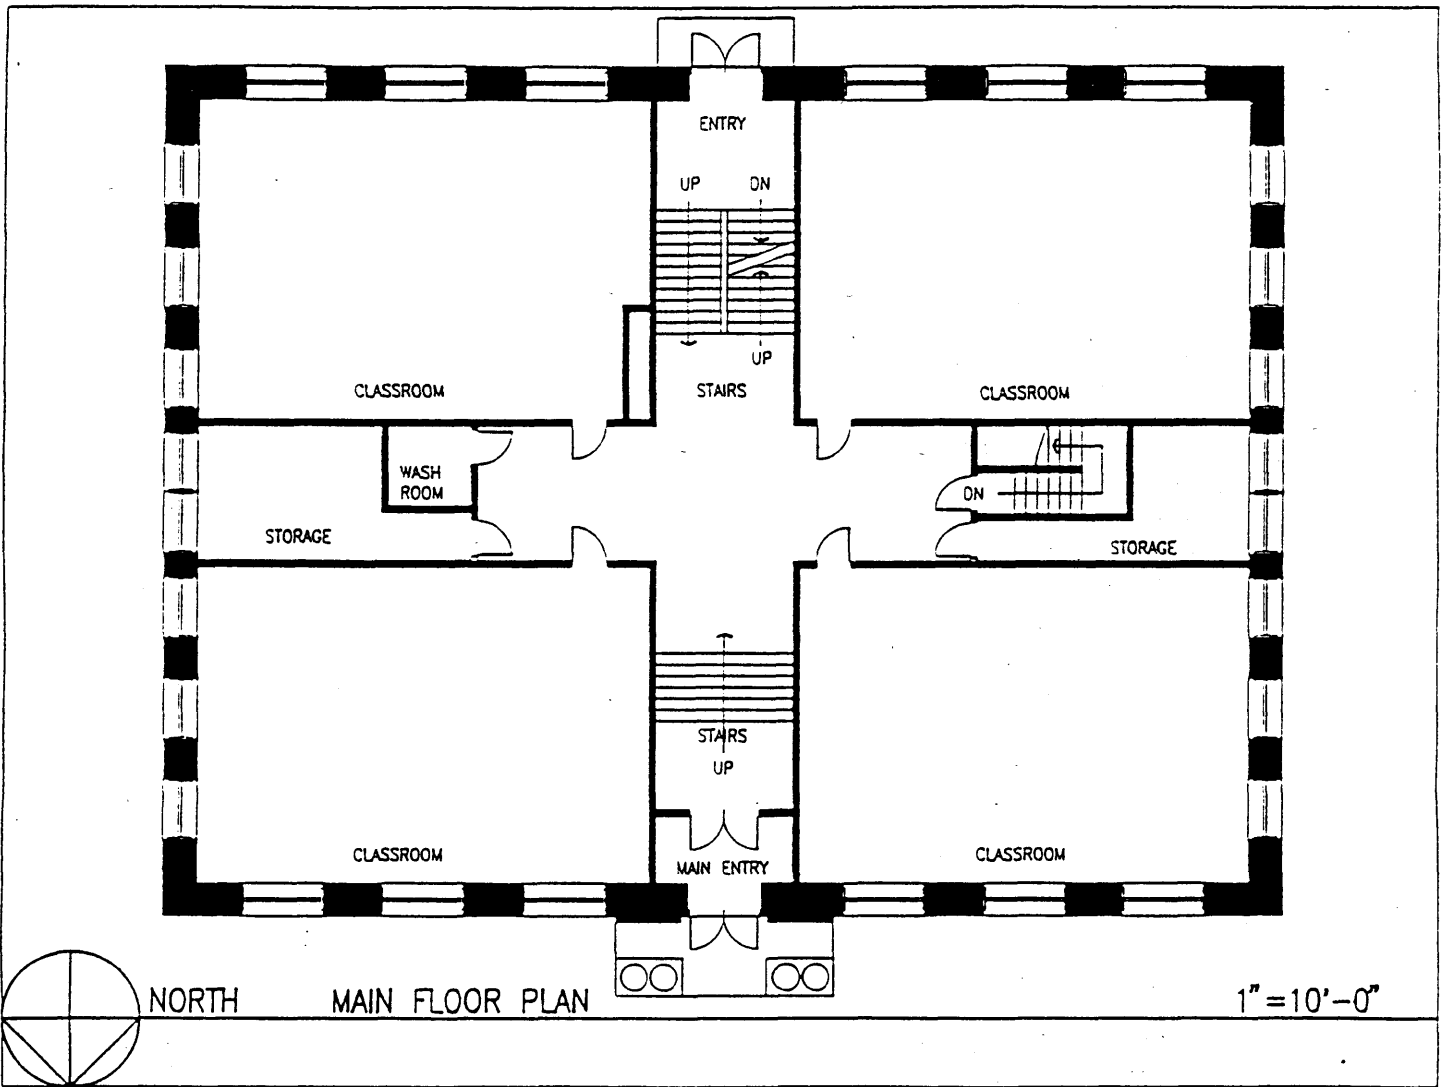 ENTRY
UP DN
UP
CLASSROOM STAIRS CLASSROOM
WASH
ROOM
DN
STORAGE STORAGE
STAIRS
UP
CLASSROOM MAIN ENTRY CLASSROOM
NORTH MAIN FLOOR PLAN 1"=10'-0"